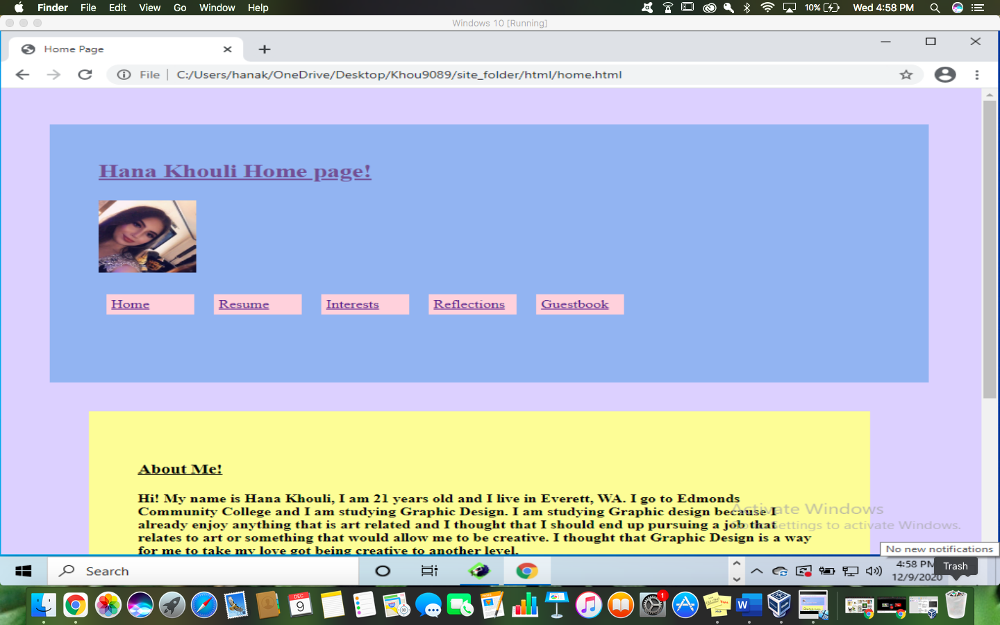 Finder File Edit View Go Window Help 10% Wed 4:58 PM
Windows 10 [Running]
Home Page
File | C:/Users/hanak/OneDrive/Desktop/Khou9089/site_folder/html/home.html
Hana Khouli Home page!
Home Resume Interests Reflections Guestbook
About Me!
Hi! My name is Hana Khouli, I am 21 years old and I live in Everett, WA. I go to Edmonds
Community College and I am studying Graphic Design. I am studying Graphic design because I
already enjoy anything that is art related and I thought that I should end up pursuing a job that
relates to art or something that would allow me to be creative. I thought that Graphic Design is a way
for me to take my love got being creative to another level.
Activate Windows
Go to Settings to activate Windows.
No new notifications
Search
4:58 PM
12/9/2020
Trash
DEC
9
1
W